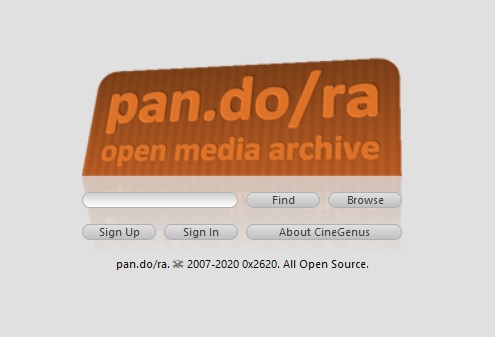 pan.do/ra
open media archive
Find
Browse
Sign Up
Sign In
About CineGenus
pan.do/ra. ☠ 2007-2020 0x2620. All Open Source.